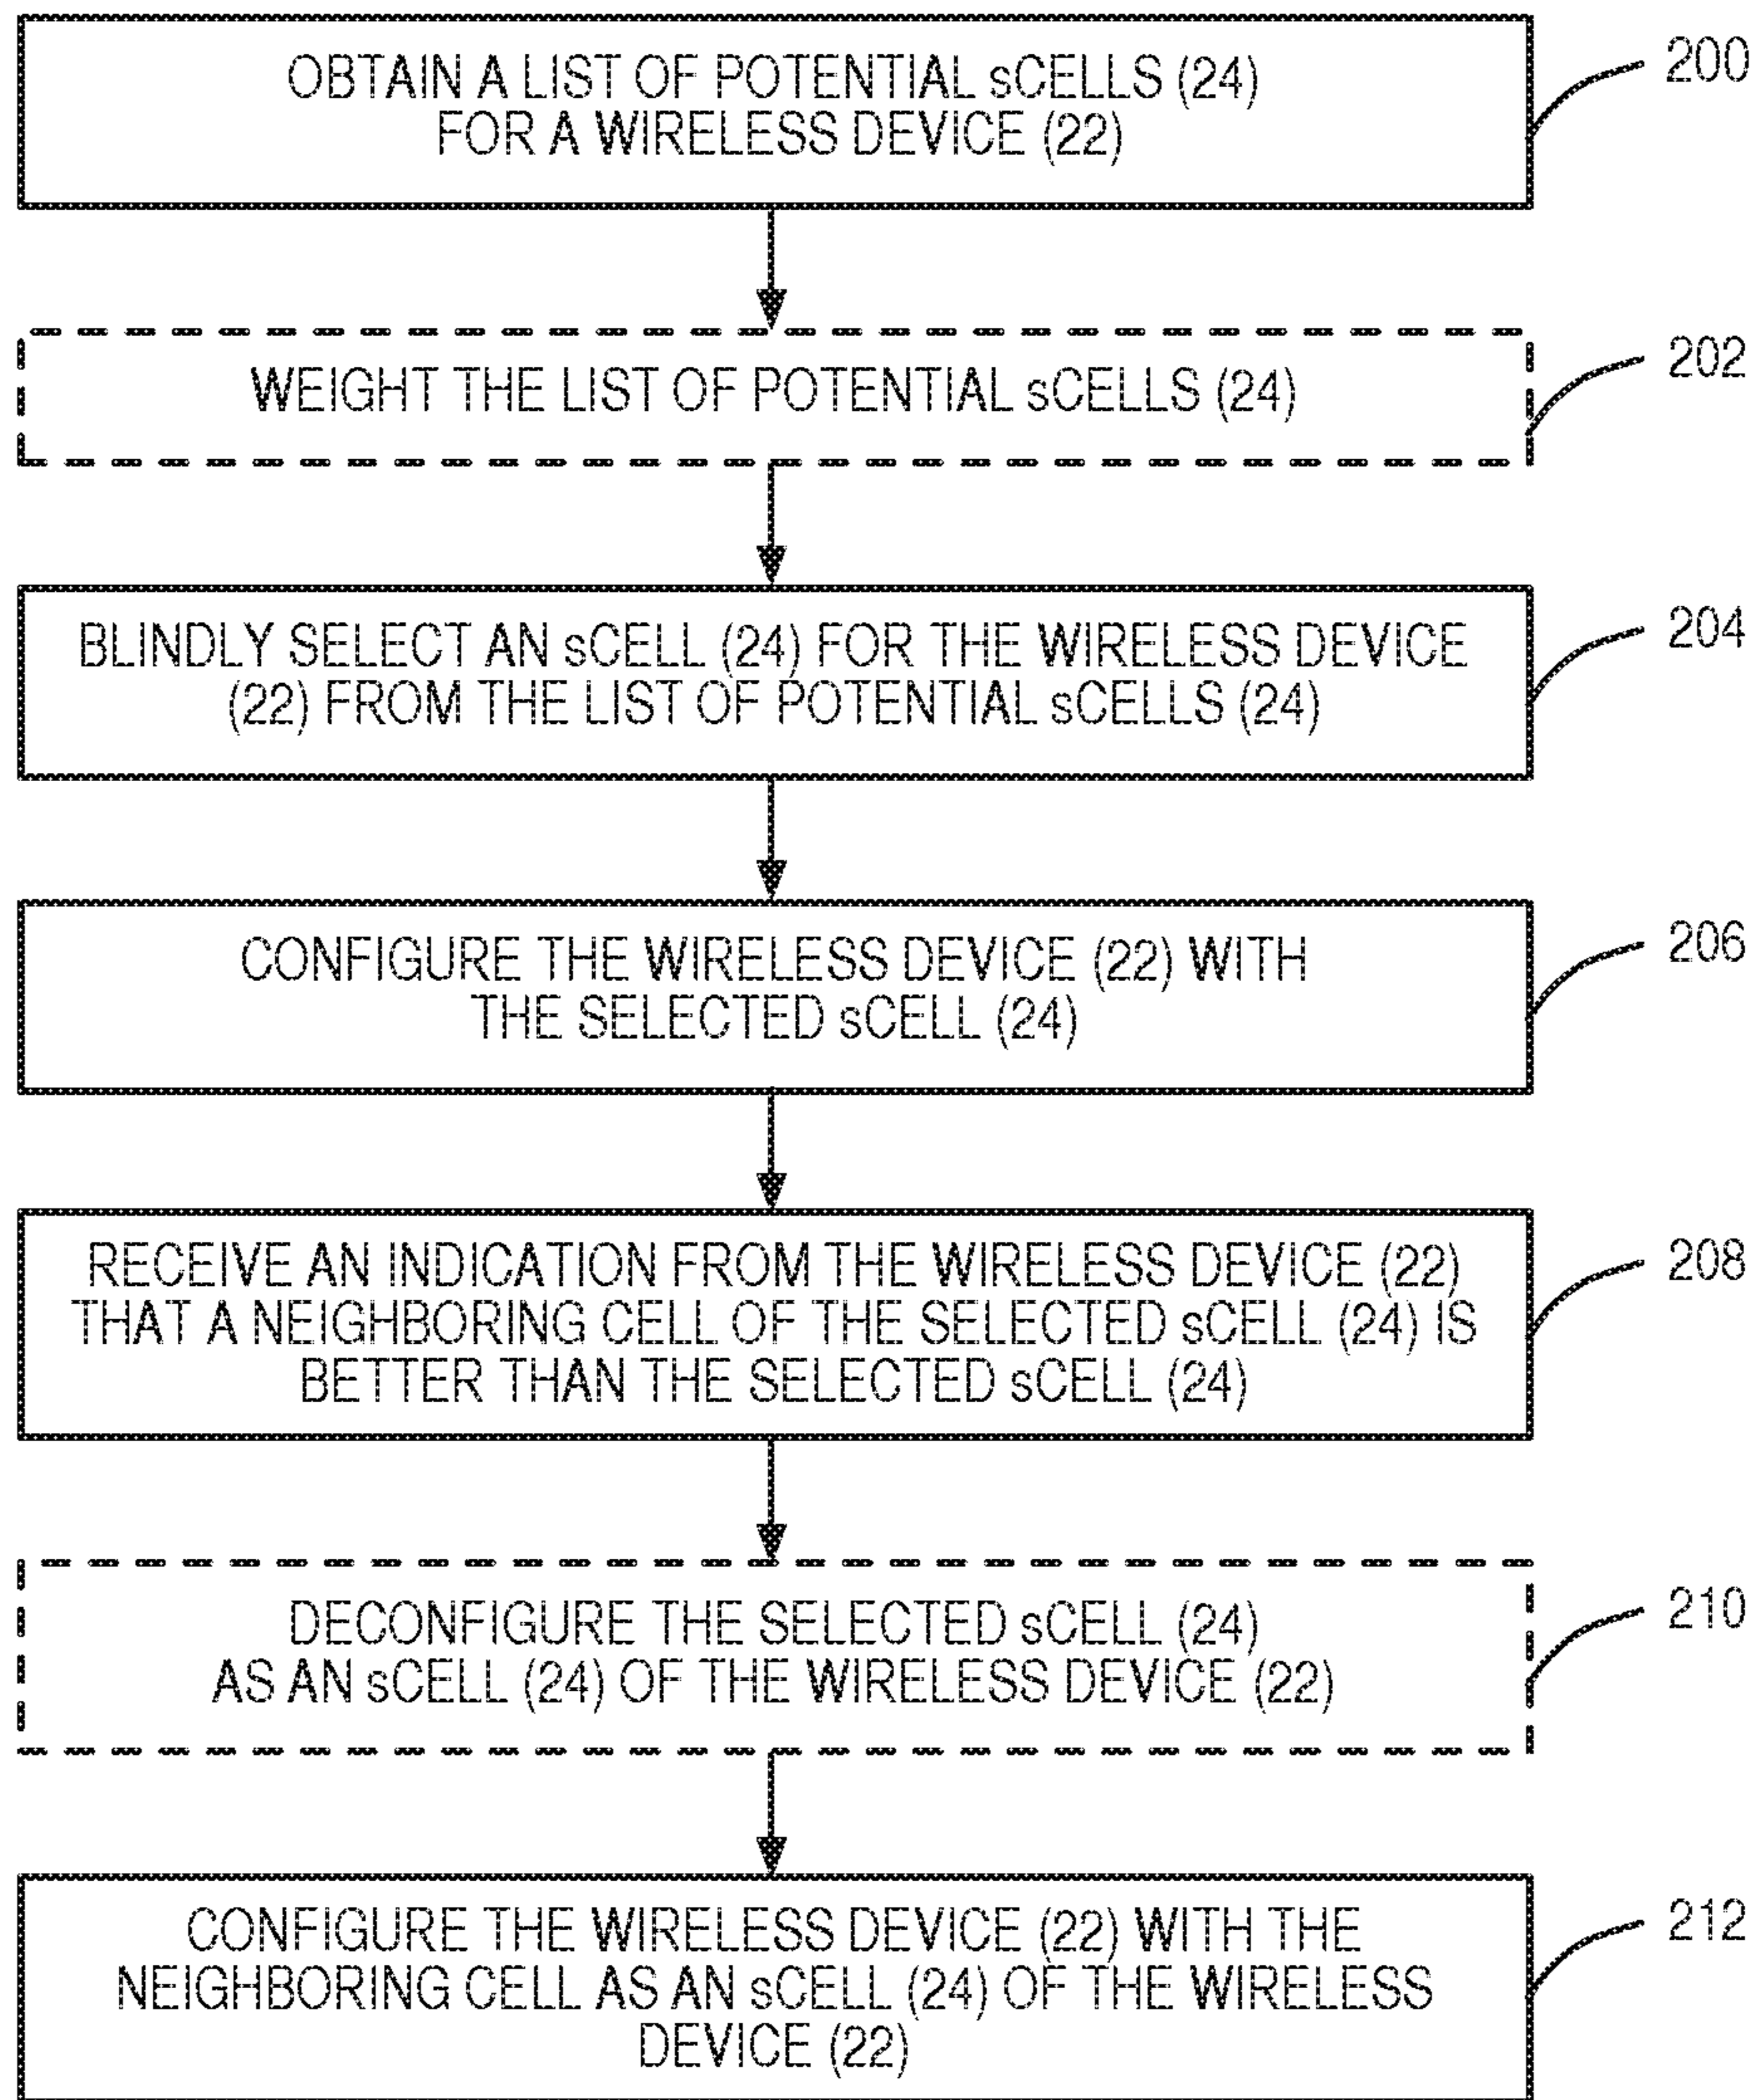 OBTAIN A LIST OF POTENTIAL sCELLS (24)
FOR A WIRELESS DEVICE (22)
200
WEIGHT THE LIST OF POTENTIAL sCELLS (24)
202
BLINDLY SELECT AN sCELL (24) FOR THE WIRELESS DEVICE
(22) FROM THE LIST OF POTENTIAL sCELLS (24)
204
CONFIGURE THE WIRELESS DEVICE (22) WITH
THE SELECTED sCELL (24)
206
RECEIVE AN INDICATION FROM THE WIRELESS DEVICE (22)
THAT A NEIGHBORING CELL OF THE SELECTED sCELL (24) IS
BETTER THAN THE SELECTED sCELL (24)
208
DECONFIGURE THE SELECTED sCELL (24)
AS AN sCELL (24) OF THE WIRELESS DEVICE (22)
210
CONFIGURE THE WIRELESS DEVICE (22) WITH THE
NEIGHBORING CELL AS AN sCELL (24) OF THE WIRELESS
DEVICE (22)
212